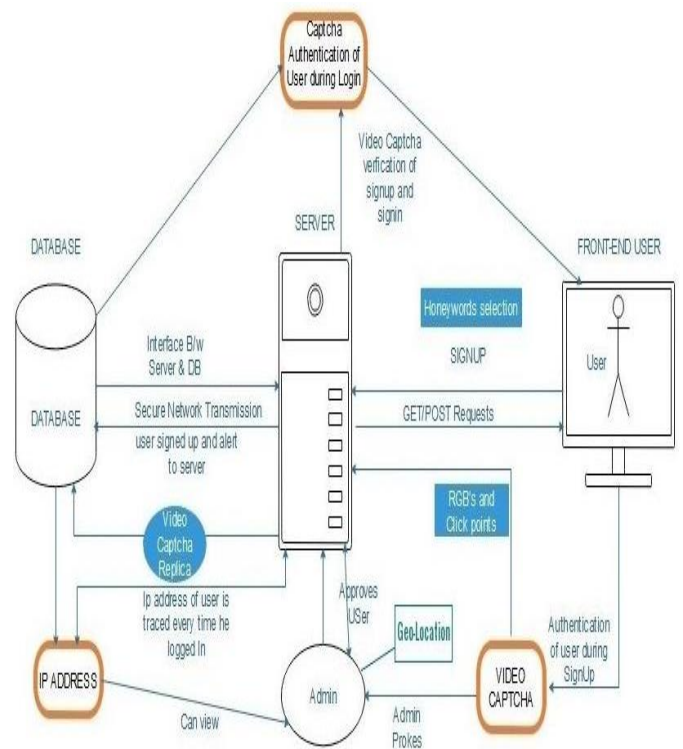 Captcha
Authentication of
User during Login
Video Captcha
verfication of
signup and
signin
SERVER
DATABASE
FRONT-END USER
Honeywords selection
User
Interface B/w
Server & DB
SIGNUP
DATABASE
Secure Network Transmission
GET/POST Requests
user signed up and alert
to server
RGB's and
Click points
Video
Captcha
Replica
Ip address of user is
traced every time he
logged In
Approves
USer
Geo-Location
Authentication
of user during
SignUp
IP ADDRESS
Admin
VIDEO
CAPTCHA
Can view
Admin
Prokes